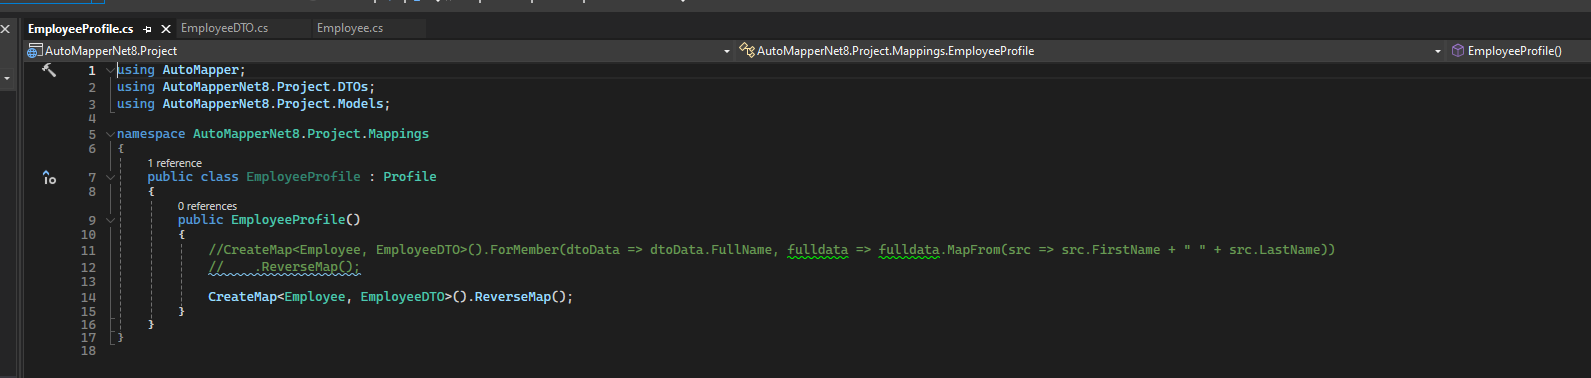 EmployeeProfile.cs EmployeeDTO.cs Employee.cs
AutoMapperNet8.Project AutoMapperNet8.Project.Mappings.EmployeeProfile EmployeeProfile()
1 using AutoMapper;
2 using AutoMapperNet8.Project.DTOs;
3 using AutoMapperNet8.Project.Models;
4
5 namespace AutoMapperNet8.Project.Mappings
6 {
1 reference
7 public class EmployeeProfile : Profile
8 {
0 references
9 public EmployeeProfile()
10 {
11 //CreateMap<Employee, EmployeeDTO>().ForMember(dtoData => dtoData.FullName, fulldata => fulldata.MapFrom(src => src.FirstName + " " + src.LastName))
12 // .ReverseMap();
13
14 CreateMap<Employee, EmployeeDTO>().ReverseMap();
15 }
16 }
17 }
18